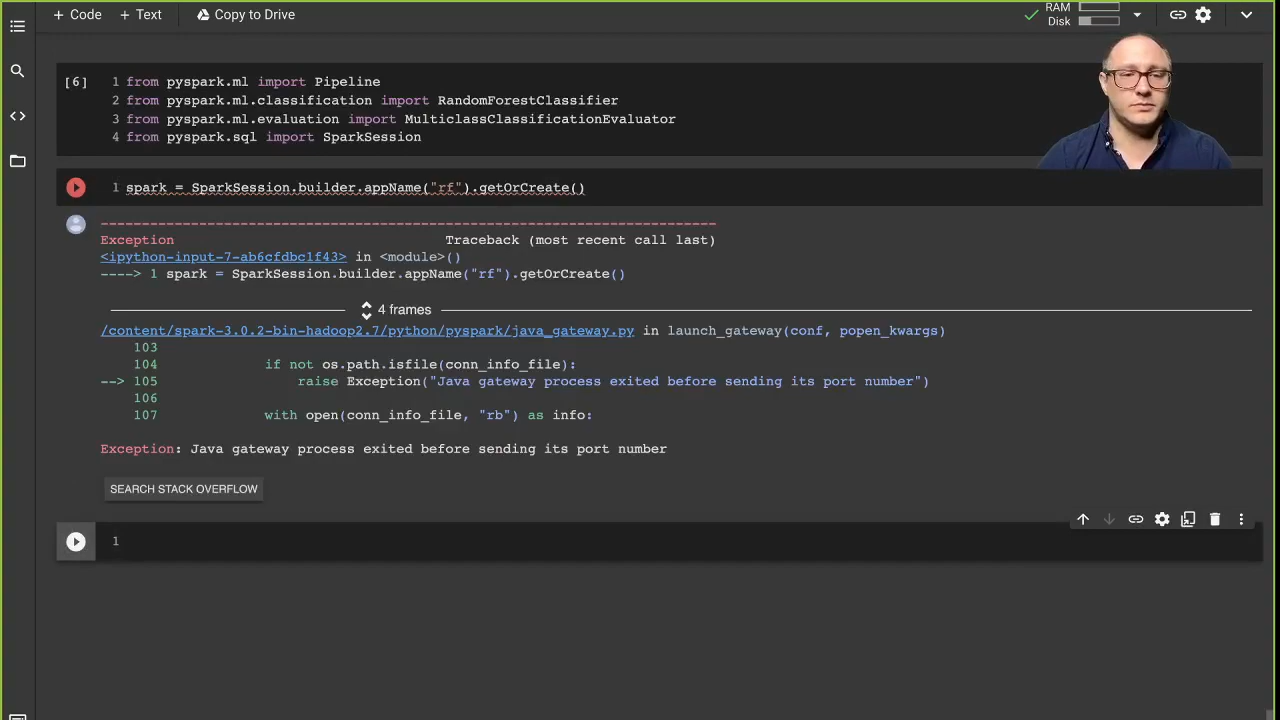 + Code + Text Copy to Drive
RAM
Disk
[6] 1 from pyspark.ml import Pipeline
2 from pyspark.ml.classification import RandomForestClassifier
3 from pyspark.ml.evaluation import MulticlassClassificationEvaluator
4 from pyspark.sql import SparkSession
1 spark = SparkSession.builder.appName("rf").getOrCreate()
---------------------------------------------------------------------------
Exception Traceback (most recent call last)
<ipython-input-7-ab6cfdbc1f43> in <module>()
----> 1 spark = SparkSession.builder.appName("rf").getOrCreate()
4 frames
/content/spark-3.0.2-bin-hadoop2.7/python/pyspark/java_gateway.py in launch_gateway(conf, popen_kwargs)
103
104 if not os.path.isfile(conn_info_file):
--> 105 raise Exception("Java gateway process exited before sending its port number")
106
107 with open(conn_info_file, "rb") as info:
Exception: Java gateway process exited before sending its port number
SEARCH STACK OVERFLOW
1